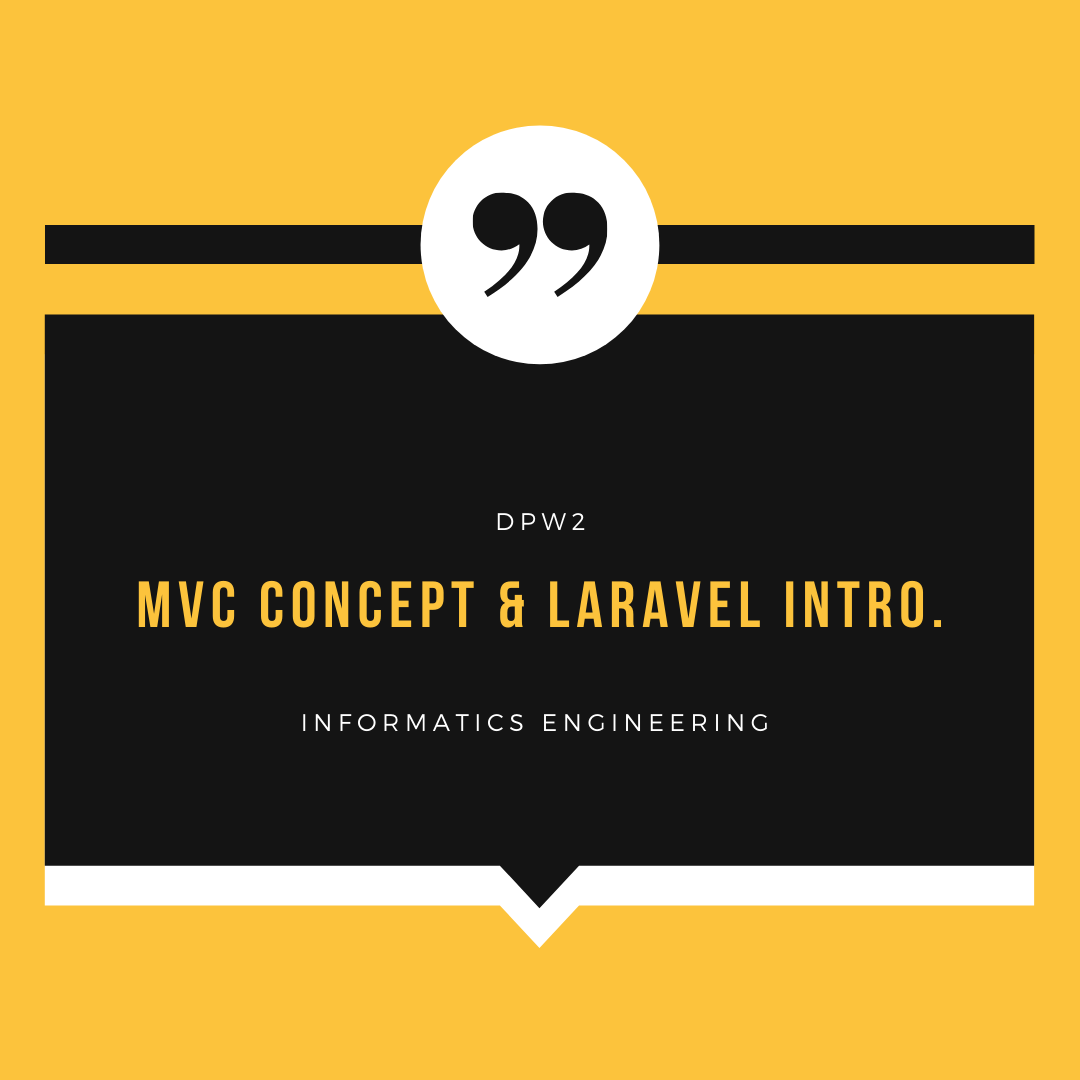 DPW2
MVC CONCEPT & LARAVEL INTRO.
INFORMATICS ENGINEERING